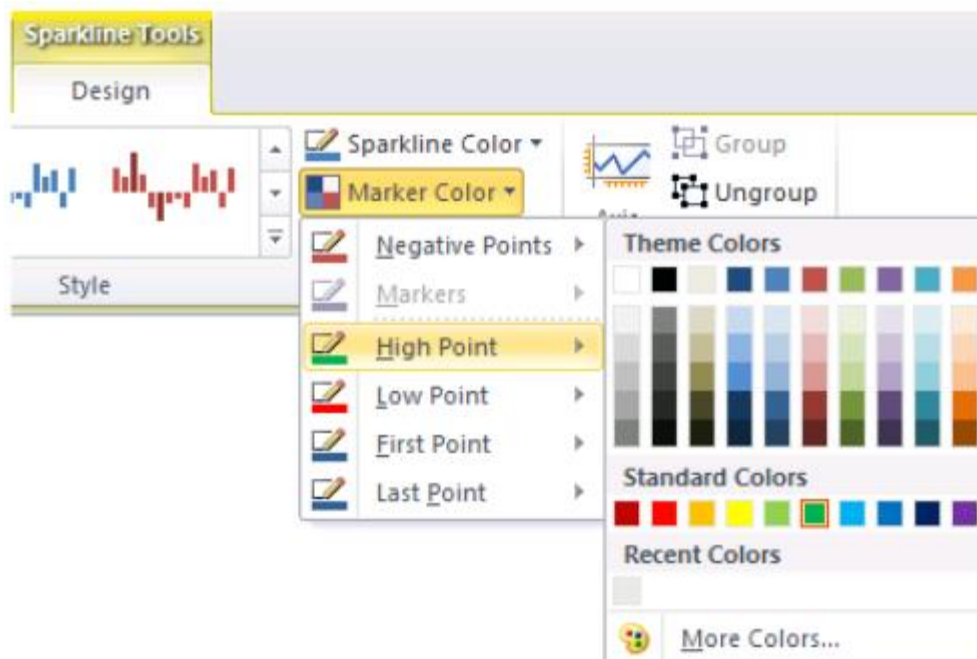 Sparkline Tools
Design
Sparkline Color
Marker Color
Group
Ungroup
Axis
Style
Negative Points
Markers
High Point
Low Point
First Point
Last Point
Theme Colors
Standard Colors
Recent Colors
More Colors...